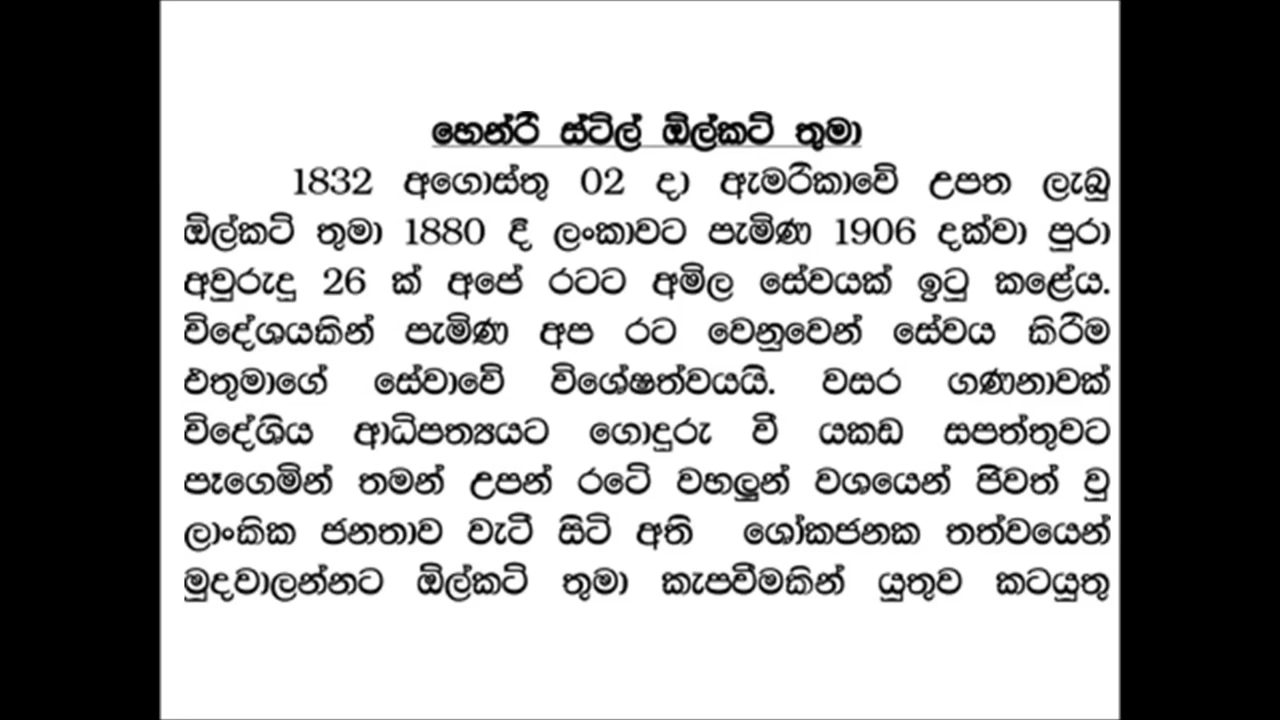 හෙන්රි ස්ටිල් ඕල්කට් තුමා
1832 අගෝස්තු 02 දා ඇමරිකාවේ උපත ලැබූ
ඕල්කට් තුමා 1880 දී ලංකාවට පැමිණ 1906 දක්වා පුරා
අවුරුදු 26 ක් අපේ රටට අමිල සේවයක් ඉටු කළේය.
විදේශයකින් පැමිණ අප රට වෙනුවෙන් සේවය කිරීම
එතුමාගේ සේවාවේ විශේෂත්වයයි. වසර ගණනාවක්
විදේශිය ආධිපත්‍යයට ගොදුරු වී යකඩ සපත්තුවට
පෑගෙමින් තමන් උපන් රටේ වහලූන් වශයෙන් ජීවත් වු
ලාංකික ජනතාව වැටී සිටි අති ශෝකජනක තත්වයෙන්
මුදවාලන්නට ඕල්කට් තුමා කැපවීමකින් යුතුව කටයුතු